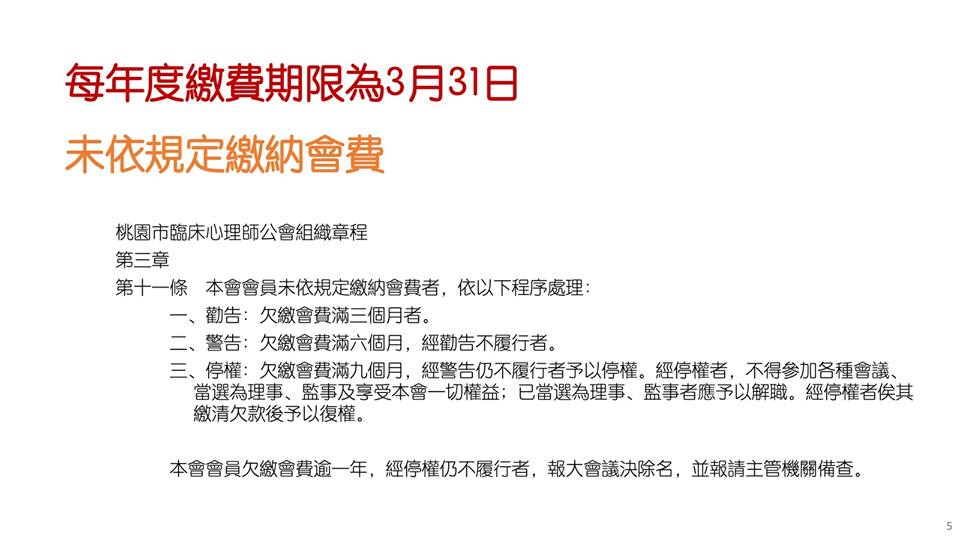 每年度繳費期限為3月31日
未依規定繳納會費
桃園市臨床心理師公會組織章程
第三章
第十一條　本會會員未依規定繳納會費者，依以下程序處理：
一、勸告：欠繳會費滿三個月者。
二、警告：欠繳會費滿六個月，經勸告不履行者。
三、停權：欠繳會費滿九個月，經警告仍不履行者予以停權。經停權者，不得參加各種會議、
當選為理事、監事及享受本會一切權益；已當選為理事、監事者應予以解職。經停權者俟其
繳清欠款後予以復權。
本會會員欠繳會費逾一年，經停權仍不履行者，報大會議決除名，並報請主管機關備查。
5